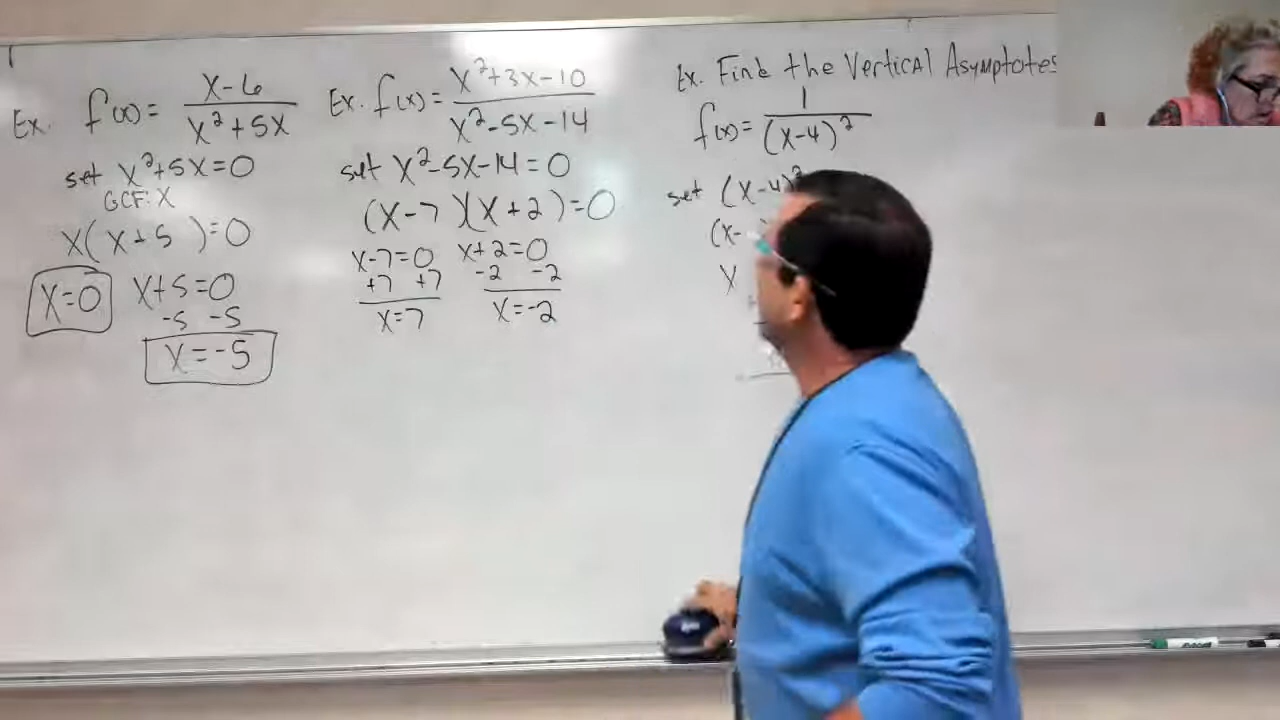 Ex. f(x) = x-6
x²+5x
set x²+5x=0
GCF: x
x(x+5)=0
x=0 x+5=0
-5 -5
x=-5
Ex. f(x) = x²+3x-10
x²-5x-14
set x²-5x-14=0
(x-7)(x+2)=0
x-7=0 x+2=0
+7 +7 -2 -2
x=7 x=-2
Ex. Find the Vertical Asymptotes
f(x) = 1
(x-4)²
set (x-4)²
(x-
x